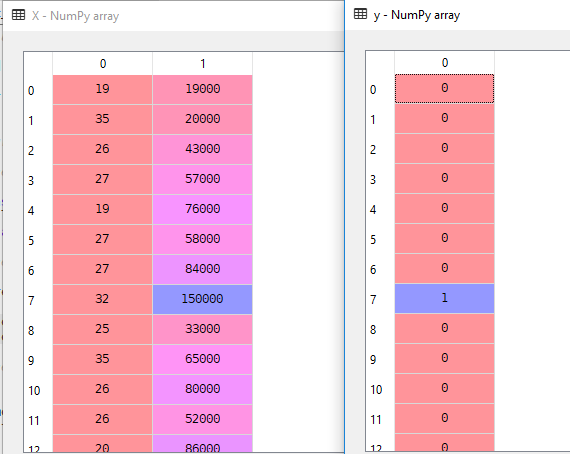 X - NumPy array
0 1
0 19 19000
1 35 20000
2 26 43000
3 27 57000
4 19 76000
5 27 58000
6 27 84000
7 32 150000
8 25 33000
9 35 65000
10 26 80000
11 26 52000
12 20 86000
y - NumPy array
0
0 0
1 0
2 0
3 0
4 0
5 0
6 0
7 1
8 0
9 0
10 0
11 0
12 0